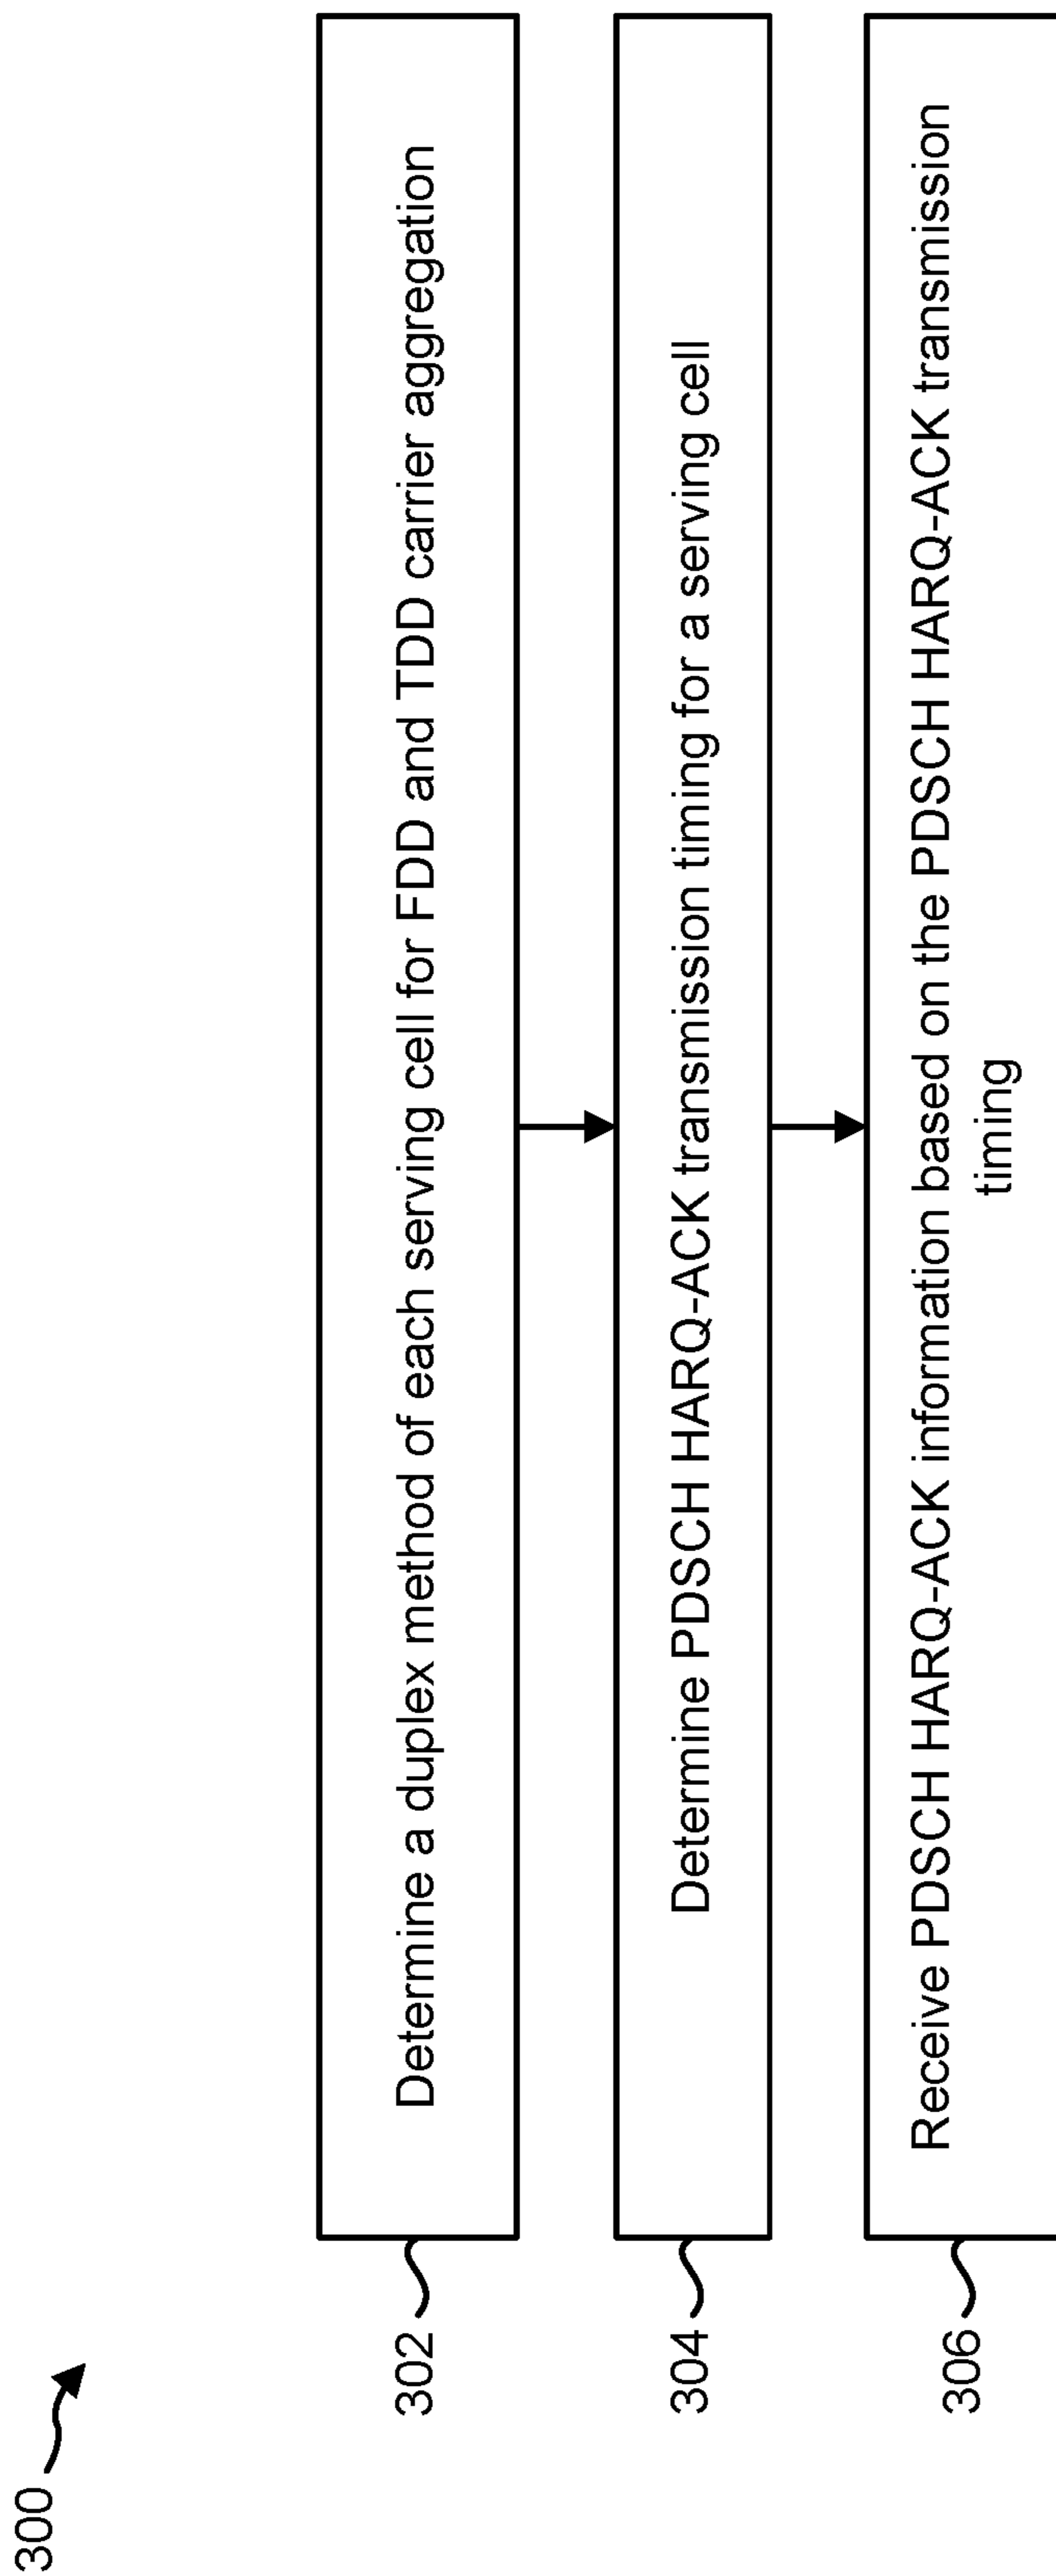 300
302
Determine a duplex method of each serving cell for FDD and TDD carrier aggregation
304
Determine PDSCH HARQ-ACK transmission timing for a serving cell
306
Receive PDSCH HARQ-ACK information based on the PDSCH HARQ-ACK transmission
timing